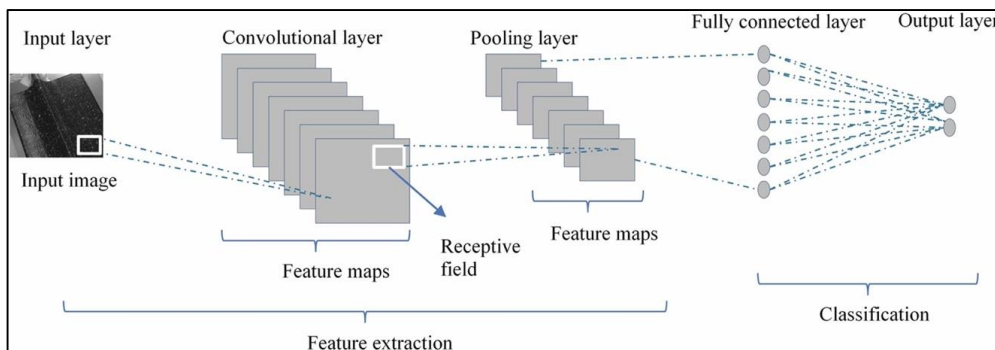 Input layer
Convolutional layer
Pooling layer
Fully connected layer
Output layer
Input image
Feature maps
Receptive
field
Feature maps
Classification
Feature extraction